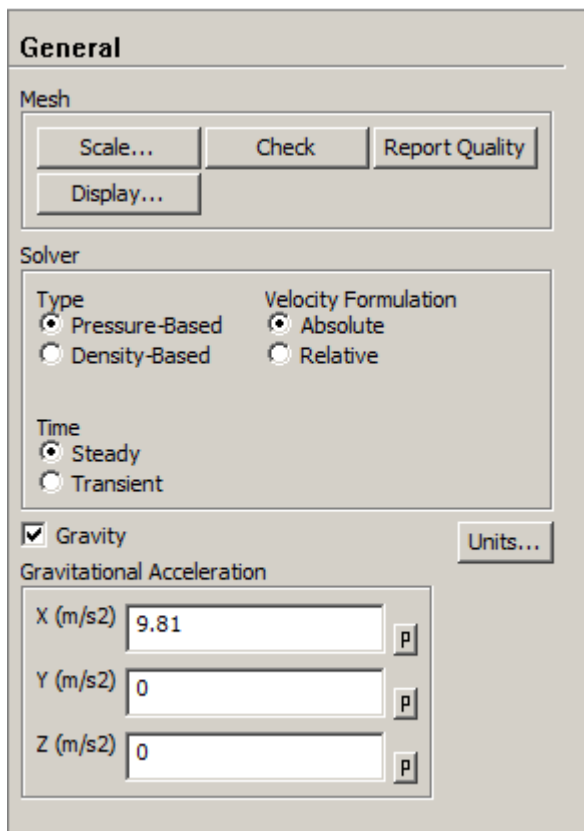 General
Mesh
Scale... Check Report Quality
Display...
Solver
Type Velocity Formulation
Pressure-Based Absolute
Density-Based Relative
Time
Steady
Transient
Gravity Units...
Gravitational Acceleration
X (m/s2) 9.81 P
Y (m/s2) 0 P
Z (m/s2) 0 P